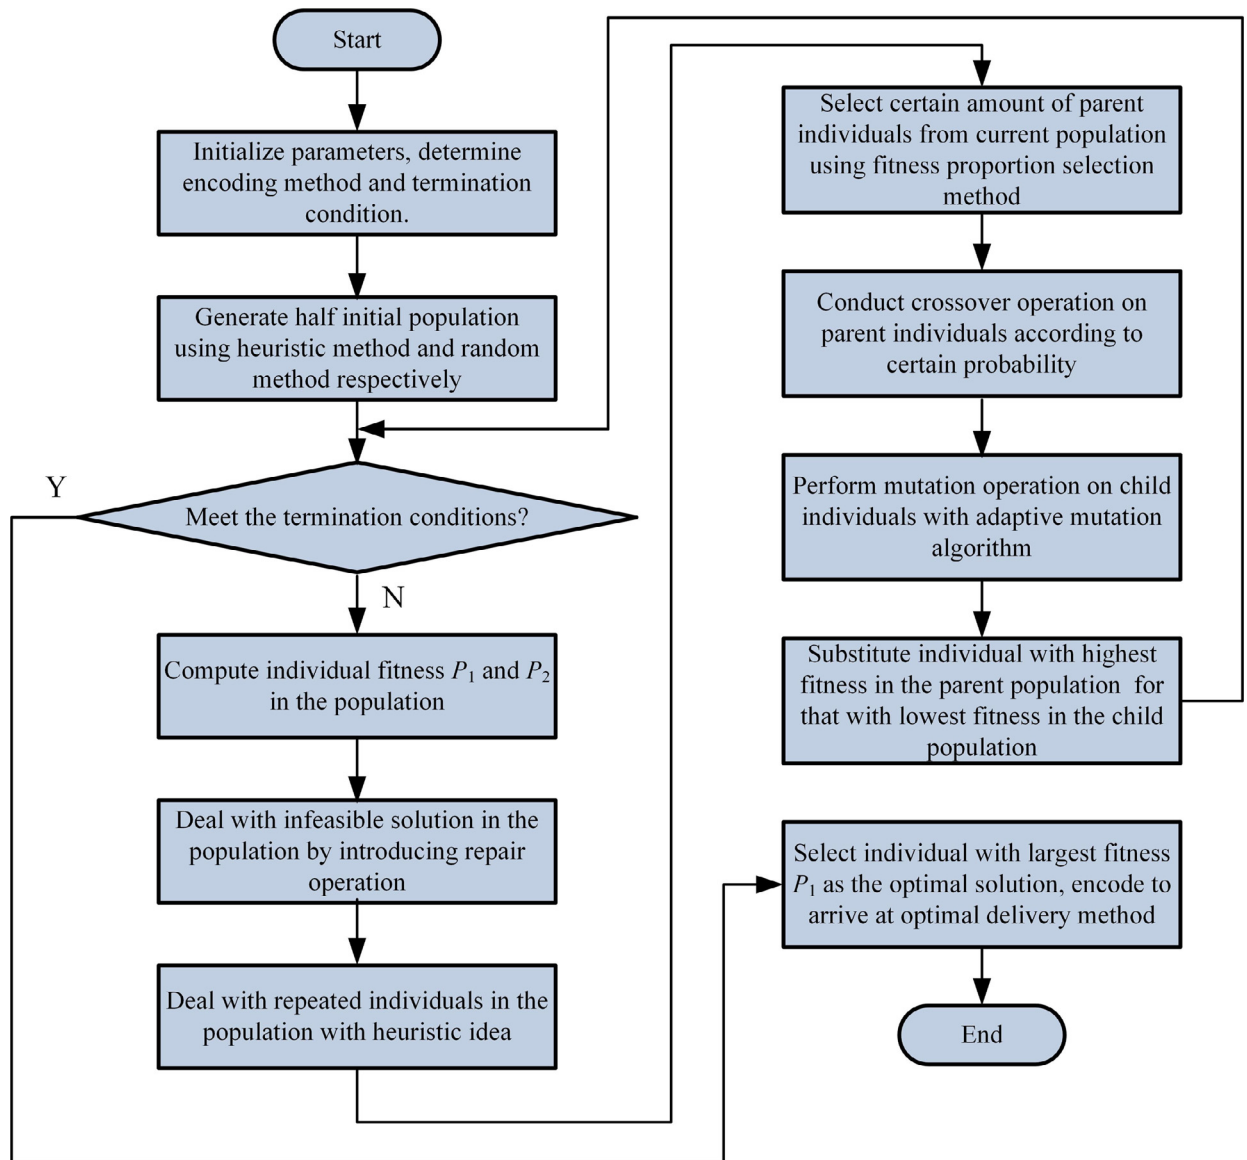 Start
Initialize parameters, determine
encoding method and termination
condition.
Generate half initial population
using heuristic method and random
method respectively
Y
Meet the termination conditions?
N
Compute individual fitness P1 and P2
in the population
Deal with infeasible solution in the
population by introducing repair
operation
Deal with repeated individuals in the
population with heuristic idea
Select certain amount of parent
individuals from current population
using fitness proportion selection
method
Conduct crossover operation on
parent individuals according to
certain probability
Perform mutation operation on child
individuals with adaptive mutation
algorithm
Substitute individual with highest
fitness in the parent population for
that with lowest fitness in the child
population
Select individual with largest fitness
P1 as the optimal solution, encode to
arrive at optimal delivery method
End